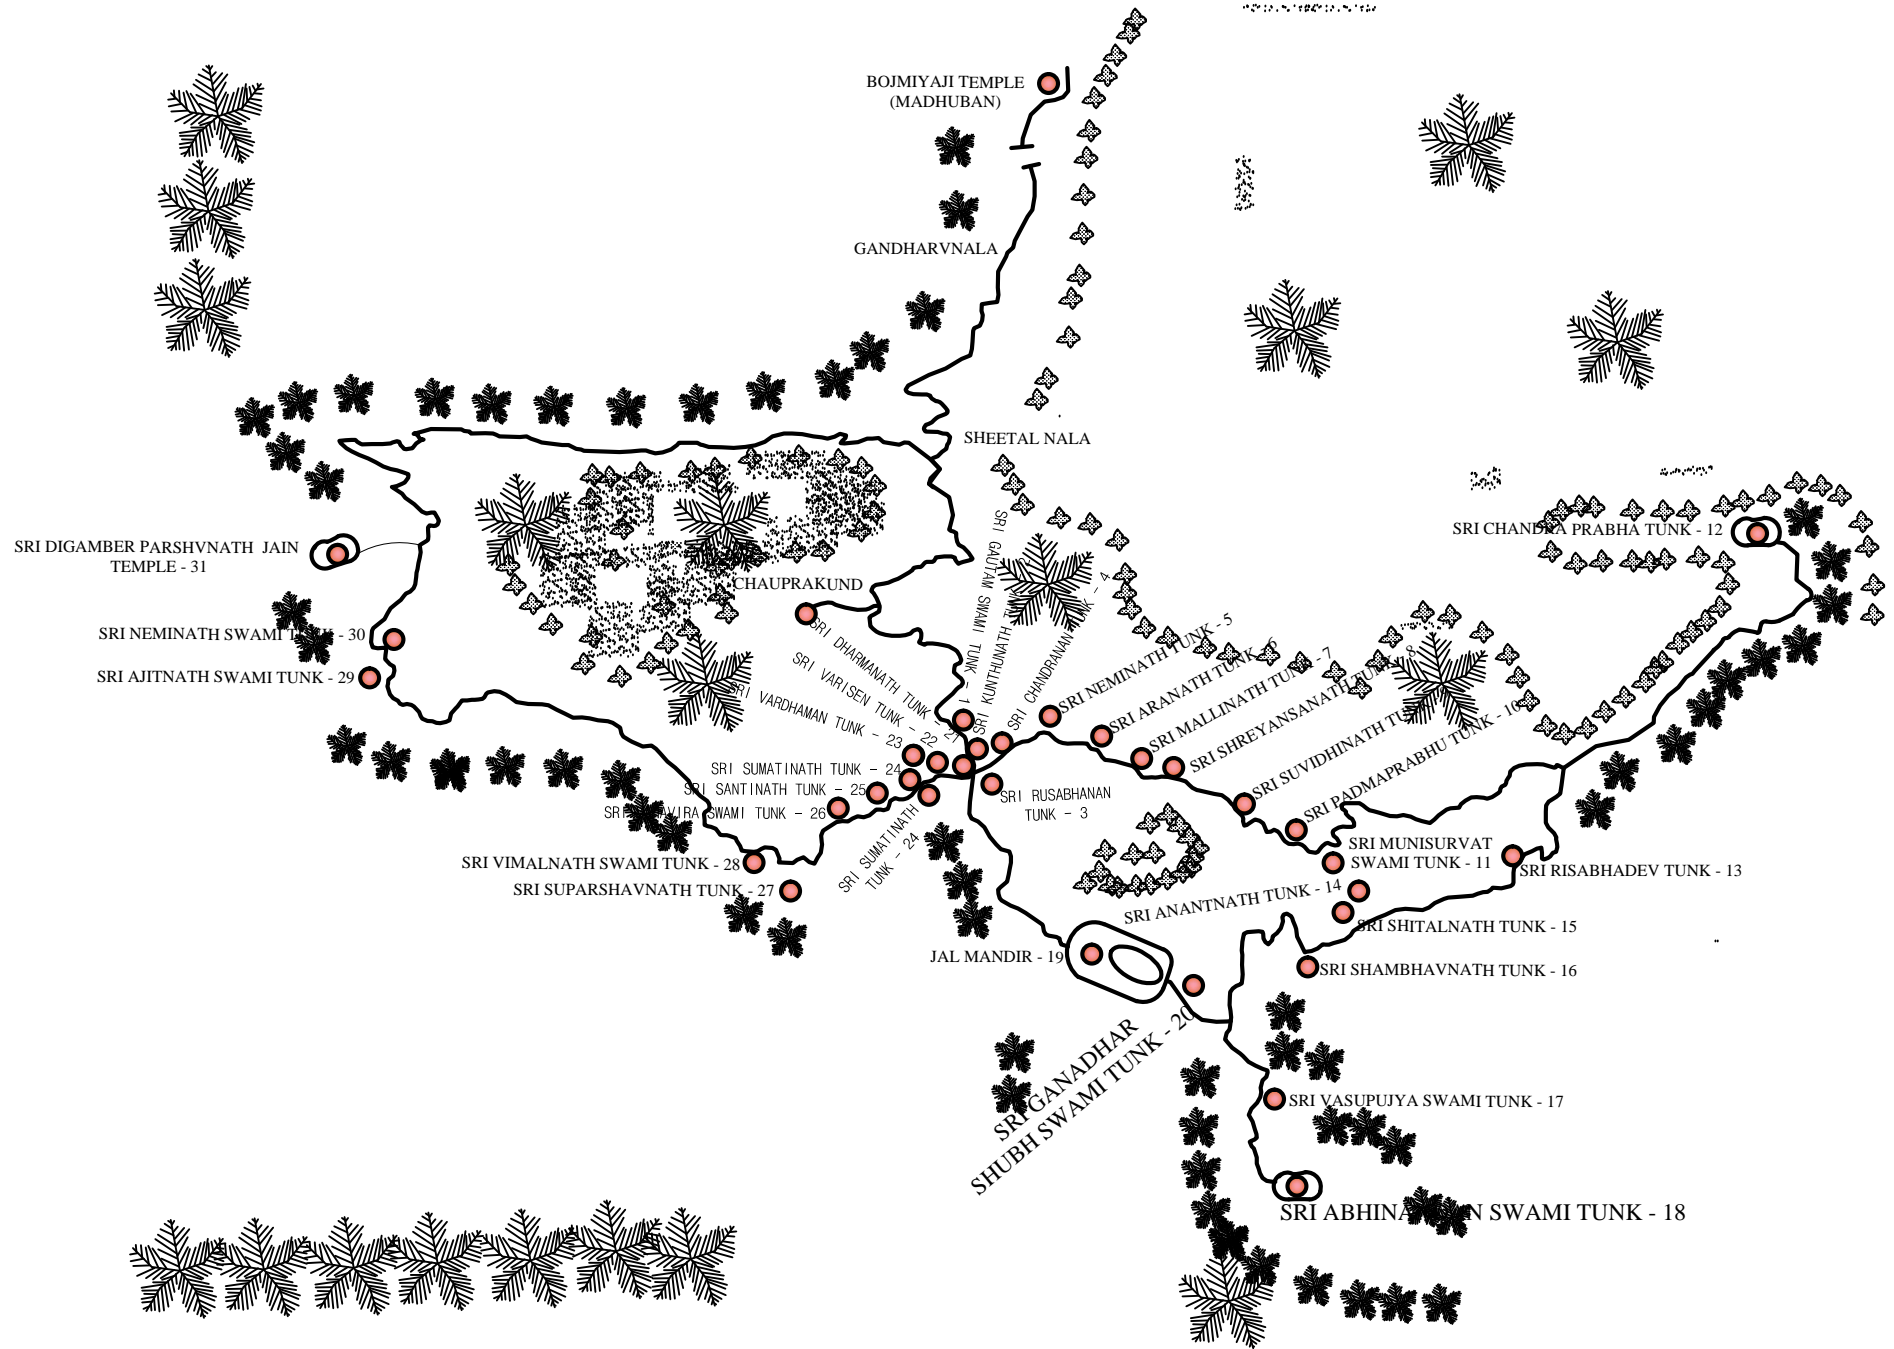 BOJMIYAJI TEMPLE
(MADHUBAN)
GANDHARVNALA
SHEETAL NALA
SRI DIGAMBER PARSHVNATH JAIN
TEMPLE - 31
SRI CHANDRA PRABHA TUNK - 12
CHAUPRAKUND
SRI NEMINATH SWAMI TUNK - 30
SRI AJITNATH SWAMI TUNK - 29
SRI GAUTAM SWAMI TUNK - 1
SRI KUNTHUNATH
SRI CHANDRANAN TUNK - 4
SRI NEMINATH TUNK - 5
SRI ARANATH TUNK - 6
SRI MALLINATH TUNK - 7
SRI SHREYANSANATH TUNK - 8
SRI SUVIDHINATH
SRI PADMAPRABHU TUNK - 10
SRI DHARMANATH TUNK - 21
SRI VARISEN TUNK - 22
SRI VARDHAMAN TUNK - 23
SRI SUMATINATH TUNK - 24
SRI SANTINATH TUNK - 25
SWAMI TUNK - 26
SRI SUMATINATH
TUNK - 24
SRI RUSABHANAN
TUNK - 3
SRI MUNISURVAT
SWAMI TUNK - 11
SRI VIMALNATH SWAMI TUNK - 28
SRI SUPARSHAVNATH TUNK - 27
SRI RISABHADEV TUNK - 13
SRI ANANTNATH TUNK - 14
SRI SHITALNATH TUNK - 15
JAL MANDIR - 19
SRI SHAMBHAVNATH TUNK - 16
SRI GANADHAR
SHUBH SWAMI TUNK - 20
SRI VASUPUJYA SWAMI TUNK - 17
SWAMI TUNK - 18